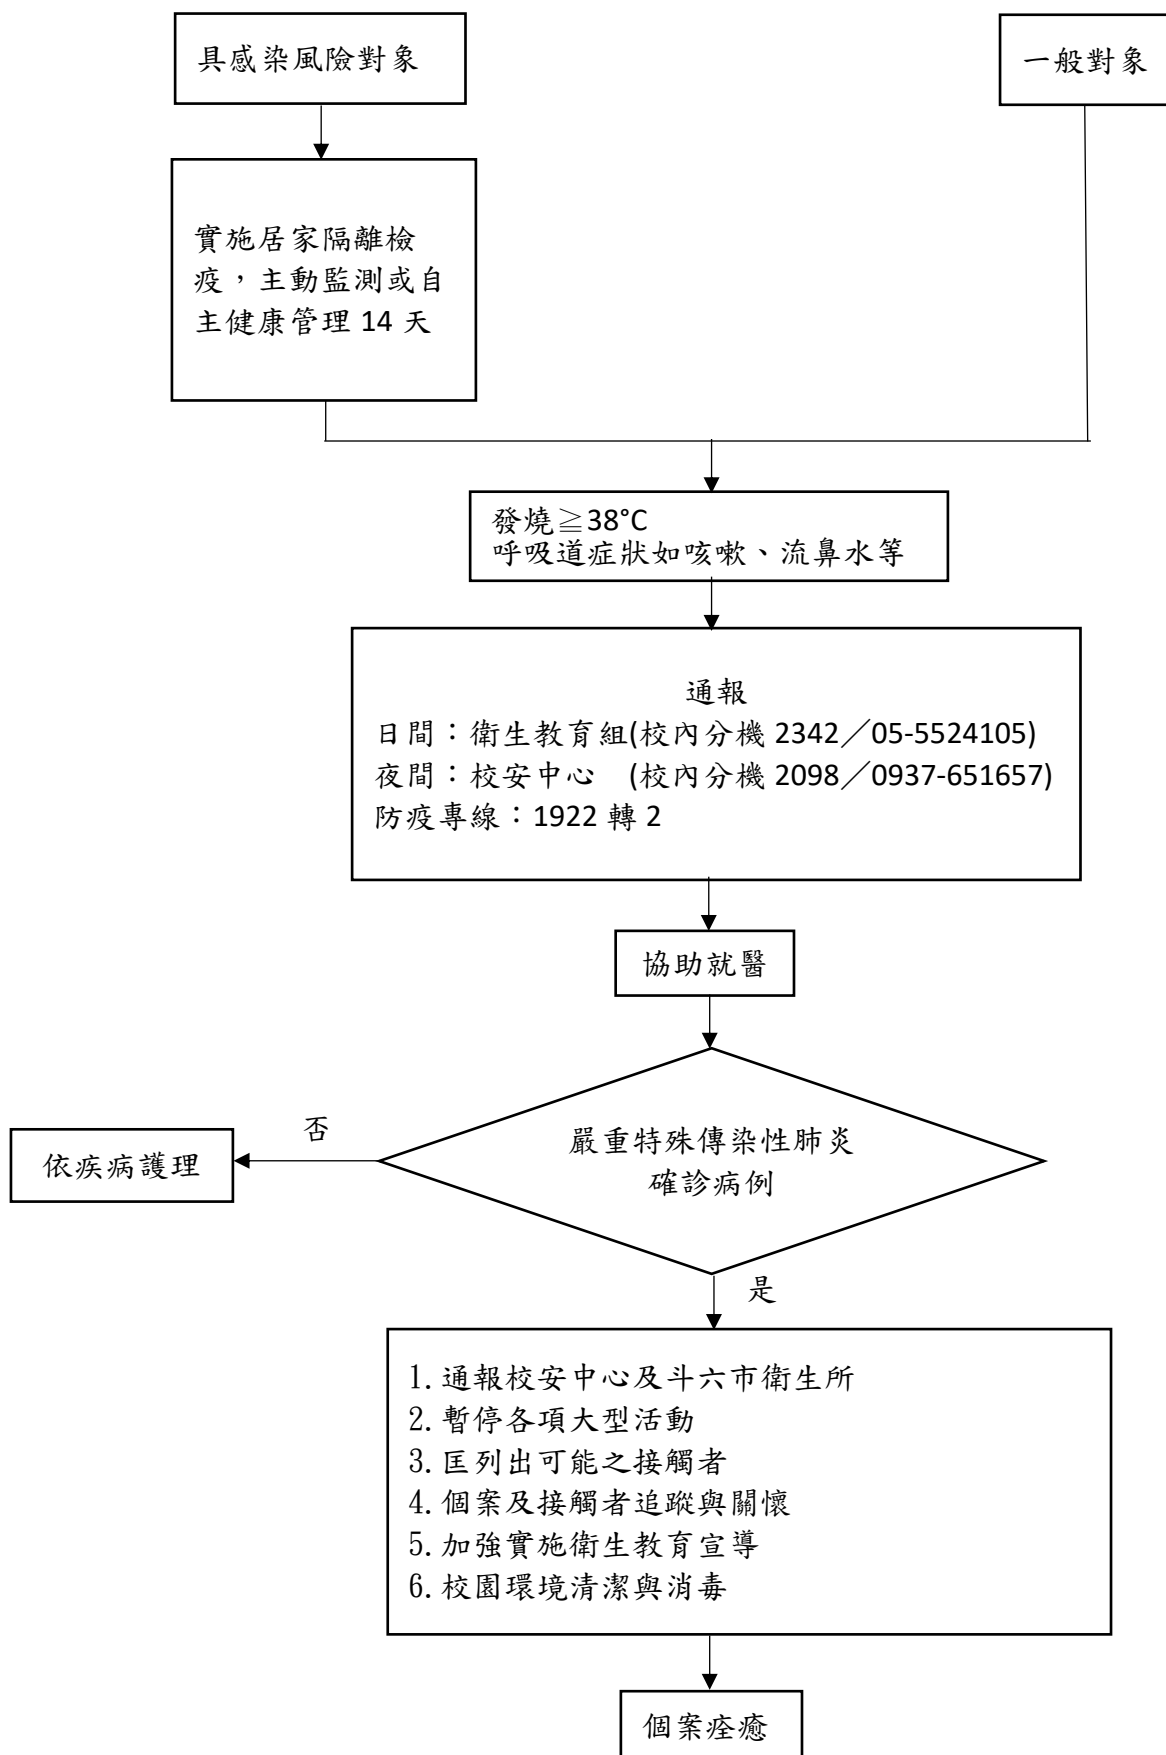 具感染風險對象
一般對象
實施居家隔離檢
疫，主動監測或自
主健康管理 14 天
發燒≧38°C
呼吸道症狀如咳嗽、流鼻水等
通報
日間：衛生教育組(校內分機 2342／05-5524105)
夜間：校安中心　(校內分機 2098／0937-651657)
防疫專線：1922 轉 2
協助就醫
嚴重特殊傳染性肺炎
確診病例
否
依疾病護理
是
1.通報校安中心及斗六市衛生所
2.暫停各項大型活動
3.匡列出可能之接觸者
4.個案及接觸者追蹤與關懷
5.加強實施衛生教育宣導
6.校園環境清潔與消毒
個案痊癒